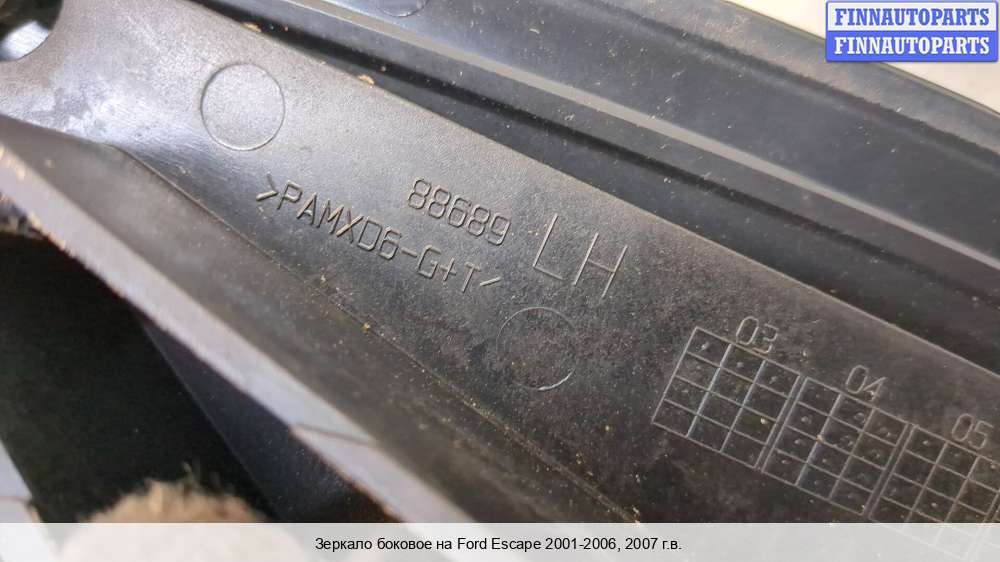 FINNAUTOPARTS
FINNAUTOPARTS
88689
LH
>PAMXD6-G+T<
03
04
05
Зеркало боковое на Ford Escape 2001-2006, 2007 г.в.